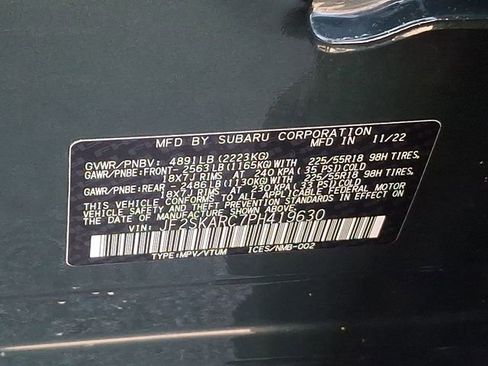 MFD BY SUBARU CORPORATION
MFD IN 11/22
GVWR/PNBV: 4891LB(2223KG)
GAWR/PNBE:FRONT- 2563LB(1165KG)WITH 225/55R18 98H TIRES,
18X7J RIMS AT 240 KPA (35 PSI)COLD
GAWR/PNBE:REAR - 2486LB(1130KG)WITH 225/55R18 98H TIRES,
18X7J RIMS AT 230 KPA (33 PSI)COLD
THIS VEHICLE CONFORMS TO ALL APPLICABLE FEDERAL MOTOR
VEHICLE SAFETY STANDARDS IN EFFECT ON
THE DATE OF MANUFACTURE SHOWN ABOVE.
VIN: JF2SKARC7PH419630
TYPE:MPV/VTUM ICES/NMB-002